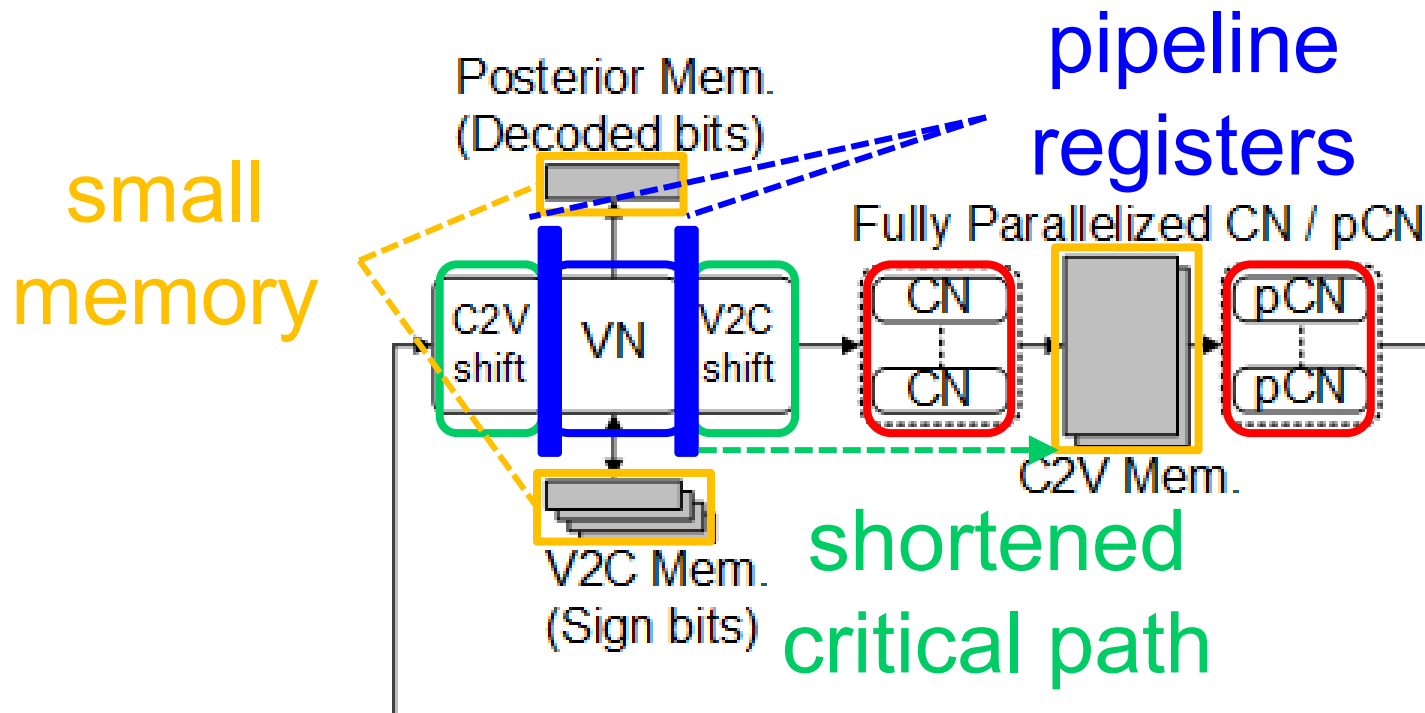 pipeline
registers
Posterior Mem.
(Decoded bits)
small
memory
Fully Parallelized CN / pCN
C2V
shift
VN
V2C
shift
CN
CN
pCN
pCN
C2V Mem.
V2C Mem.
(Sign bits)
shortened
critical path